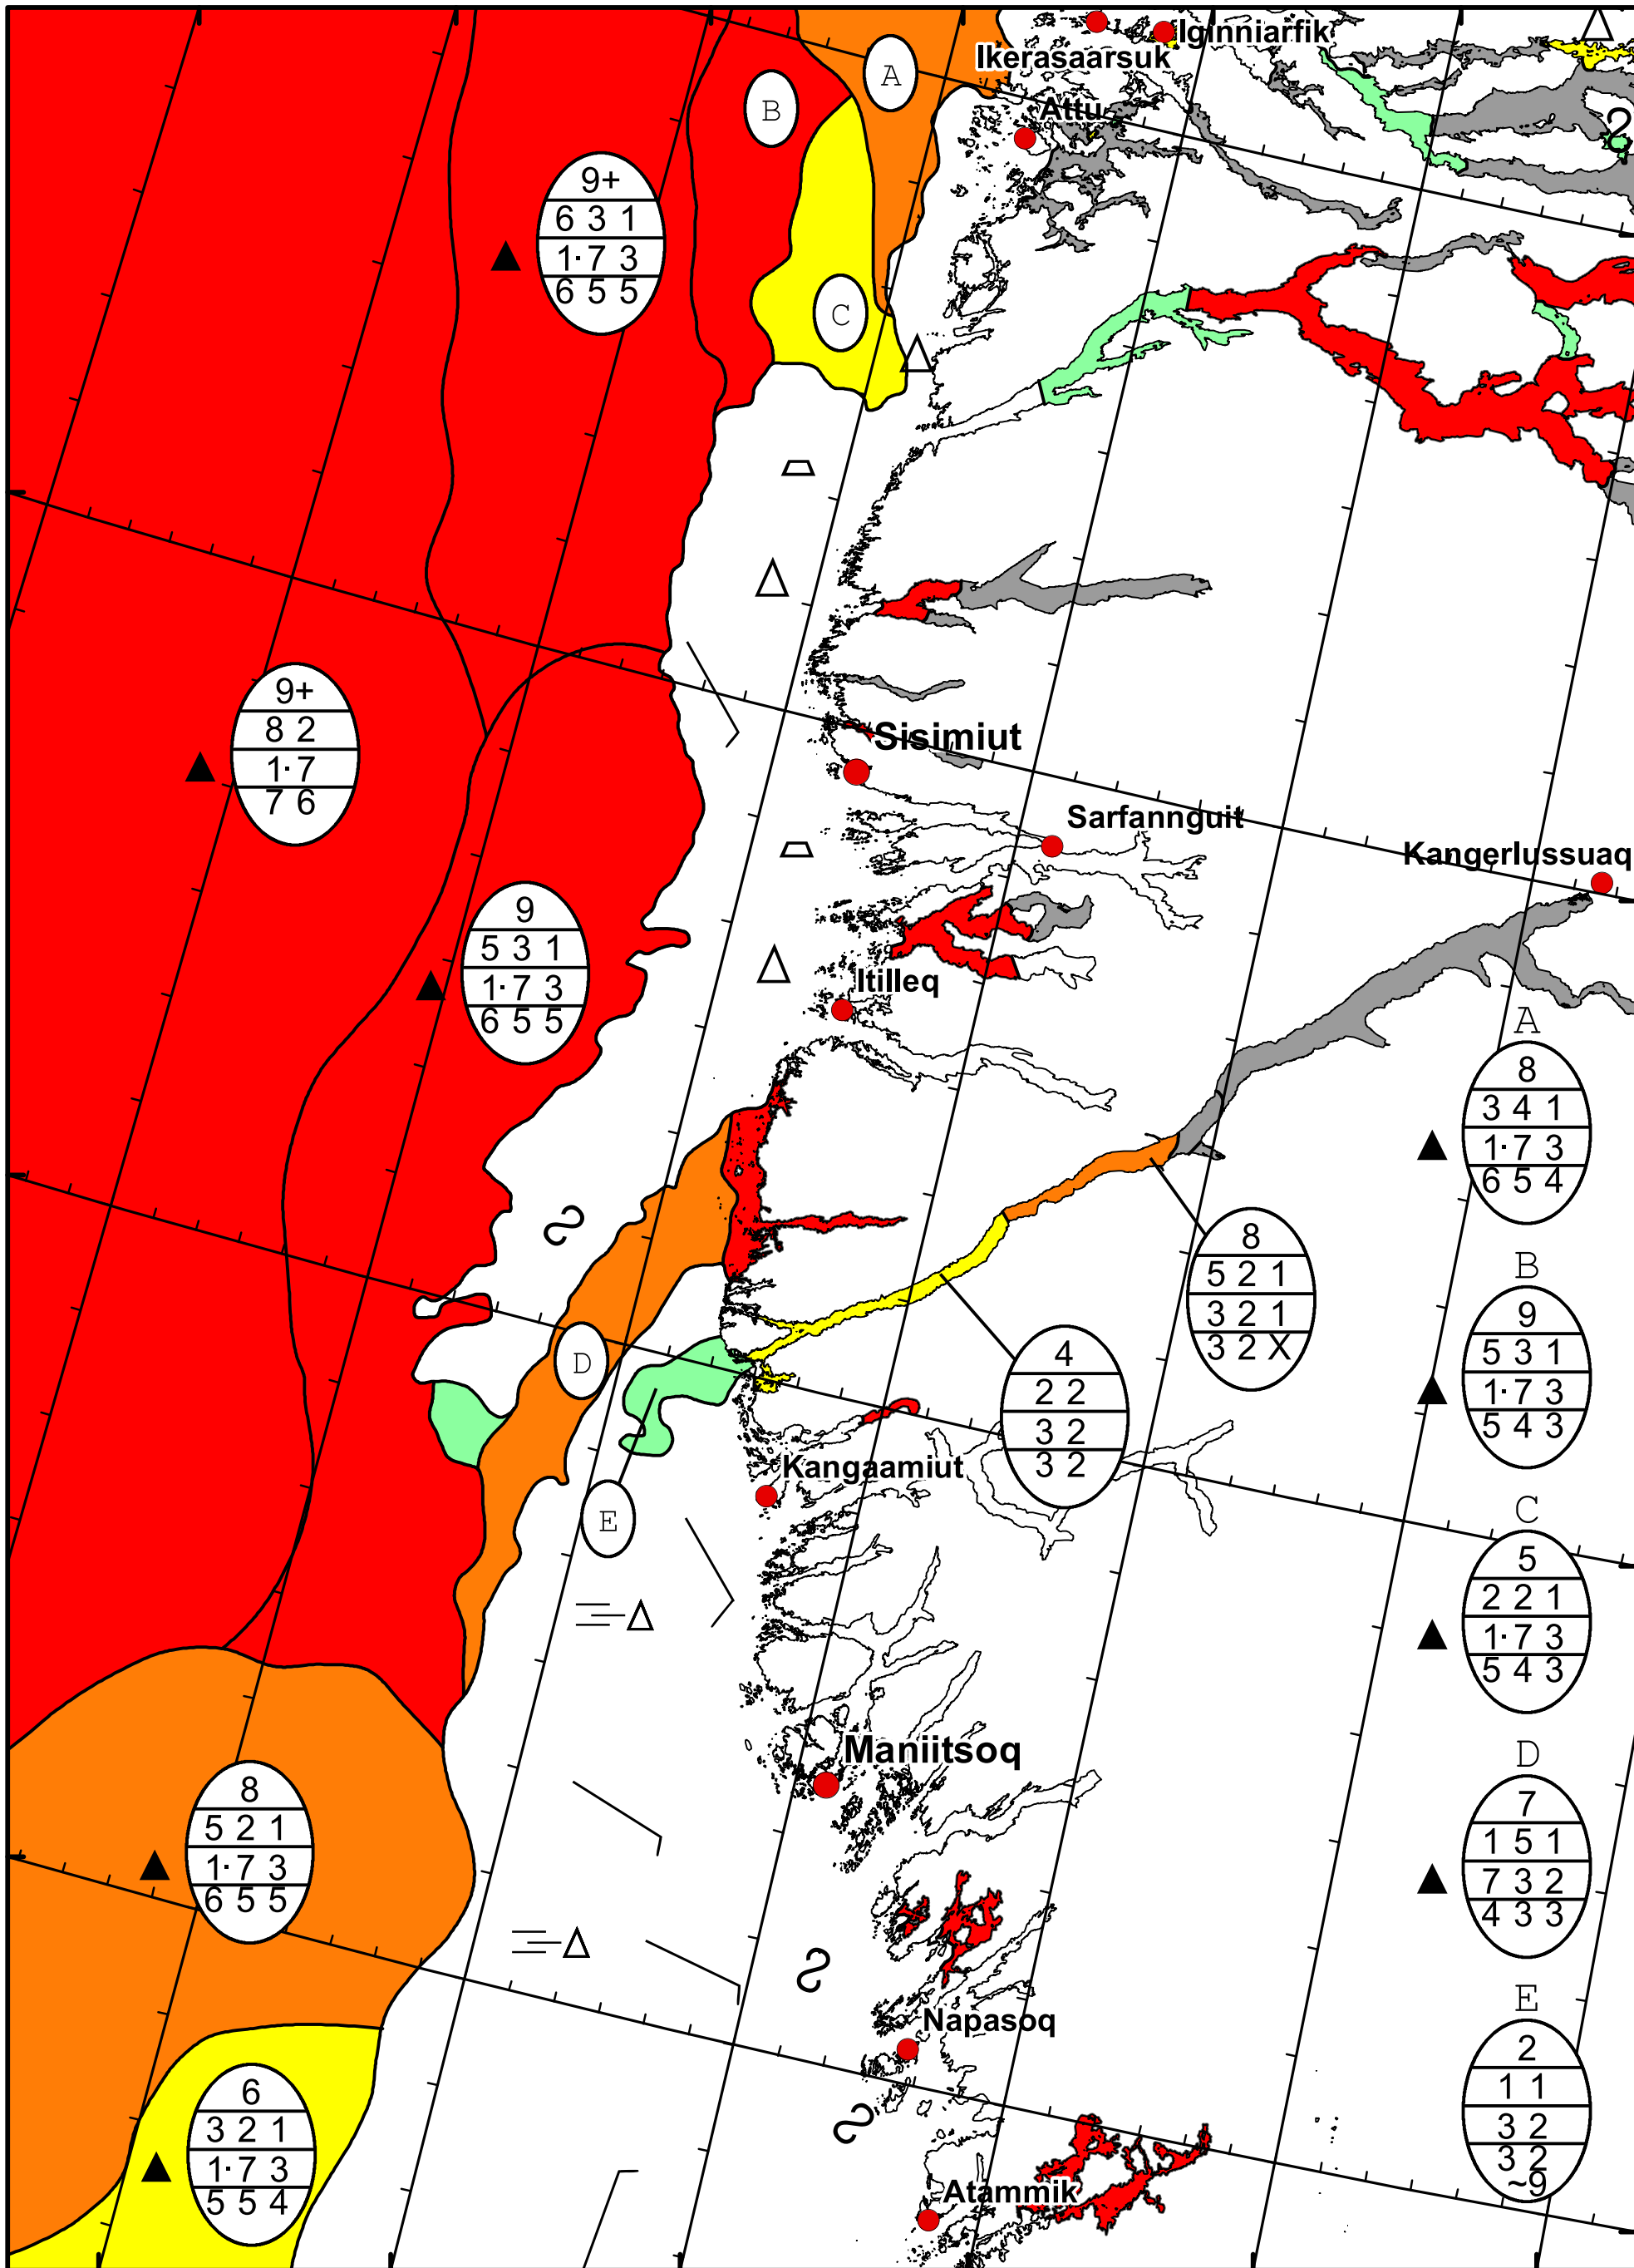 Iginniarfik
Ikerasaarsuk
A
B
Attu
2
9+
6 3 1
1· 7 3
6 5 5
C
9+
8 2
1· 7
7 6
Sisimiut
Sarfannguit
Kangerlussuaq
9
5 3 1
1· 7 3
6 5 5
Itilleq
A
8
3 4 1
1· 7 3
6 5 4
8
5 2 1
3 2 1
3 2 X
B
9
5 3 1
1· 7 3
5 4 3
D
4
2 2
3 2
3 2
Kangaamiut
E
C
5
2 2 1
1· 7 3
5 4 3
Maniitsoq
D
7
1 5 1
7 3 2
4 3 3
8
5 2 1
1· 7 3
6 5 5
Napasoq
E
2
1 1
3 2
3 2
~9
6
3 2 1
1· 7 3
5 5 4
Atammik